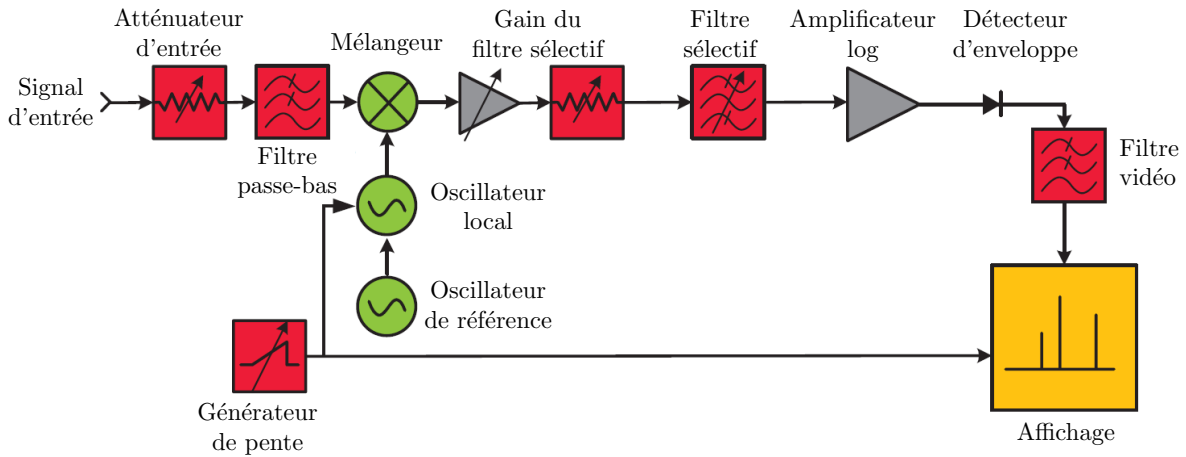 Atténuateur
d'entrée
Mélangeur
Gain du
filtre sélectif
Filtre
sélectif
Amplificateur
log
Détecteur
d'enveloppe
Signal
d'entrée
Filtre
passe-bas
Filtre
vidéo
Oscillateur
local
Oscillateur
de référence
Générateur
de pente
Affichage